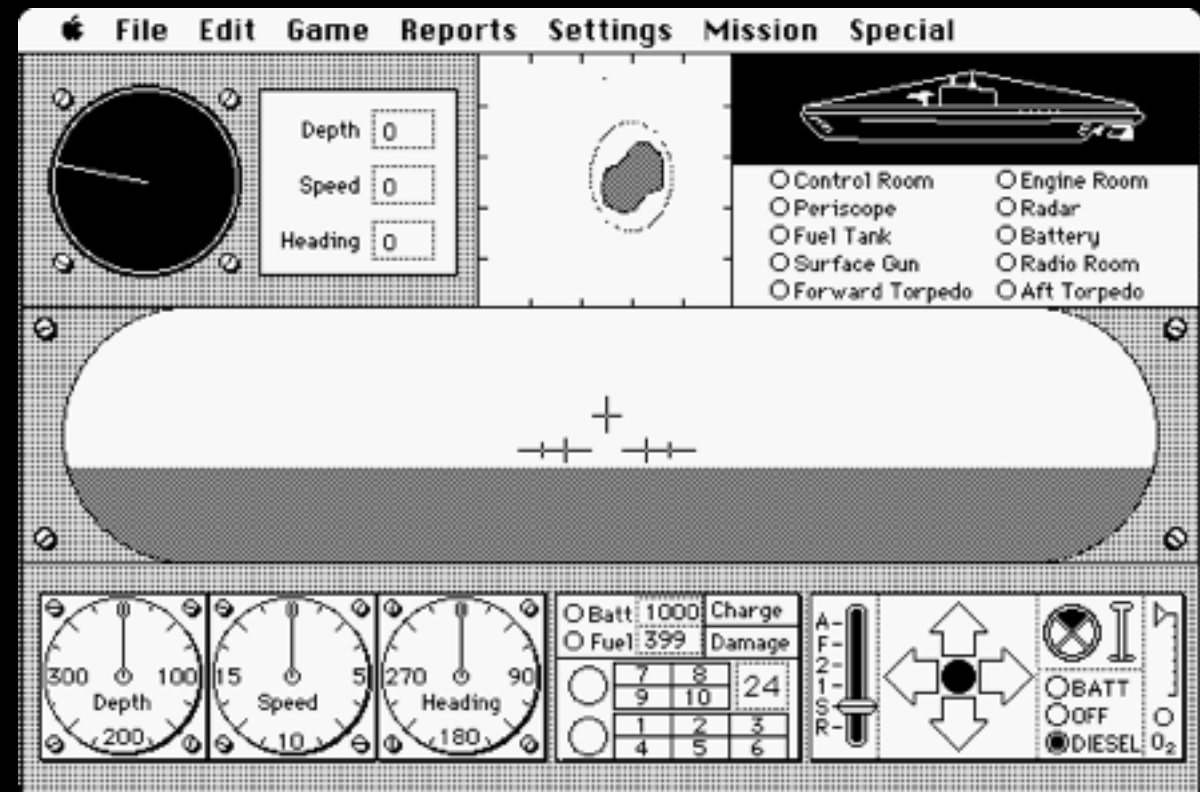 File Edit Game Reports Settings Mission Special
Depth 0
Speed 0
Heading 0
Control Room Engine Room
Periscope Radar
Fuel Tank Battery
Surface Gun Radio Room
Forward Torpedo Aft Torpedo
0
300 100
Depth
200
0
15 5
Speed
10
0
270 90
Heading
180
Batt 1000 Charge
Fuel 399 Damage
7 8
9 10
24
1 2 3
4 5 6
A-
F-
2-
1-
S-
R-
BATT
OFF
DIESEL
O2